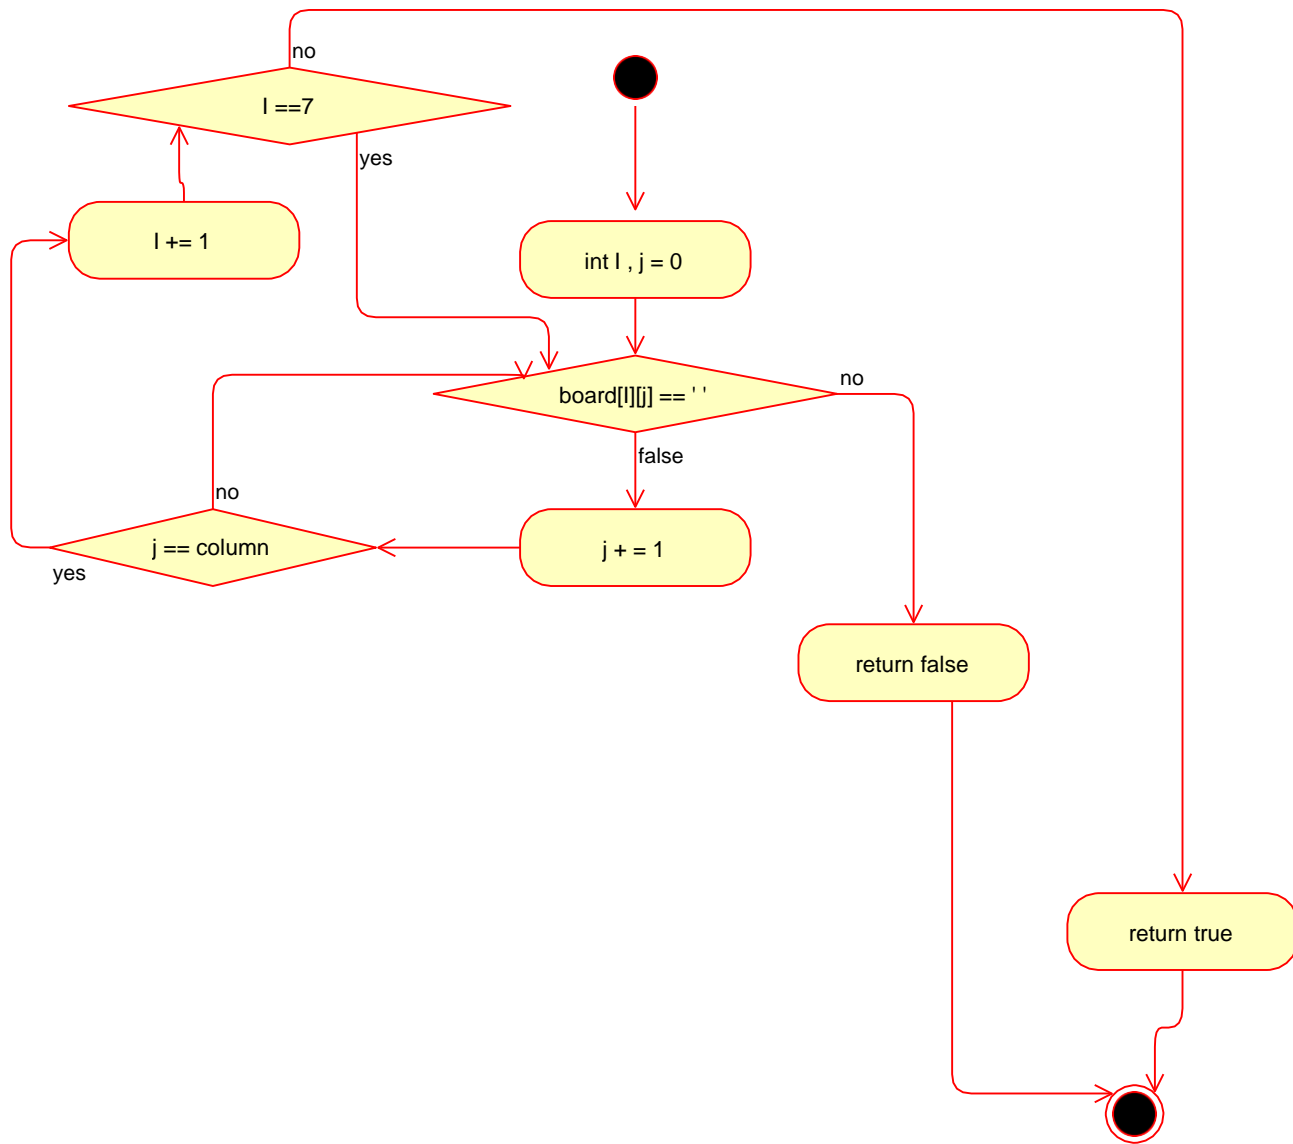 no
I ==7
yes
I += 1
int I , j = 0
board[I][j] == ' '
no
false
no
j == column
yes
j + = 1
return false
return true